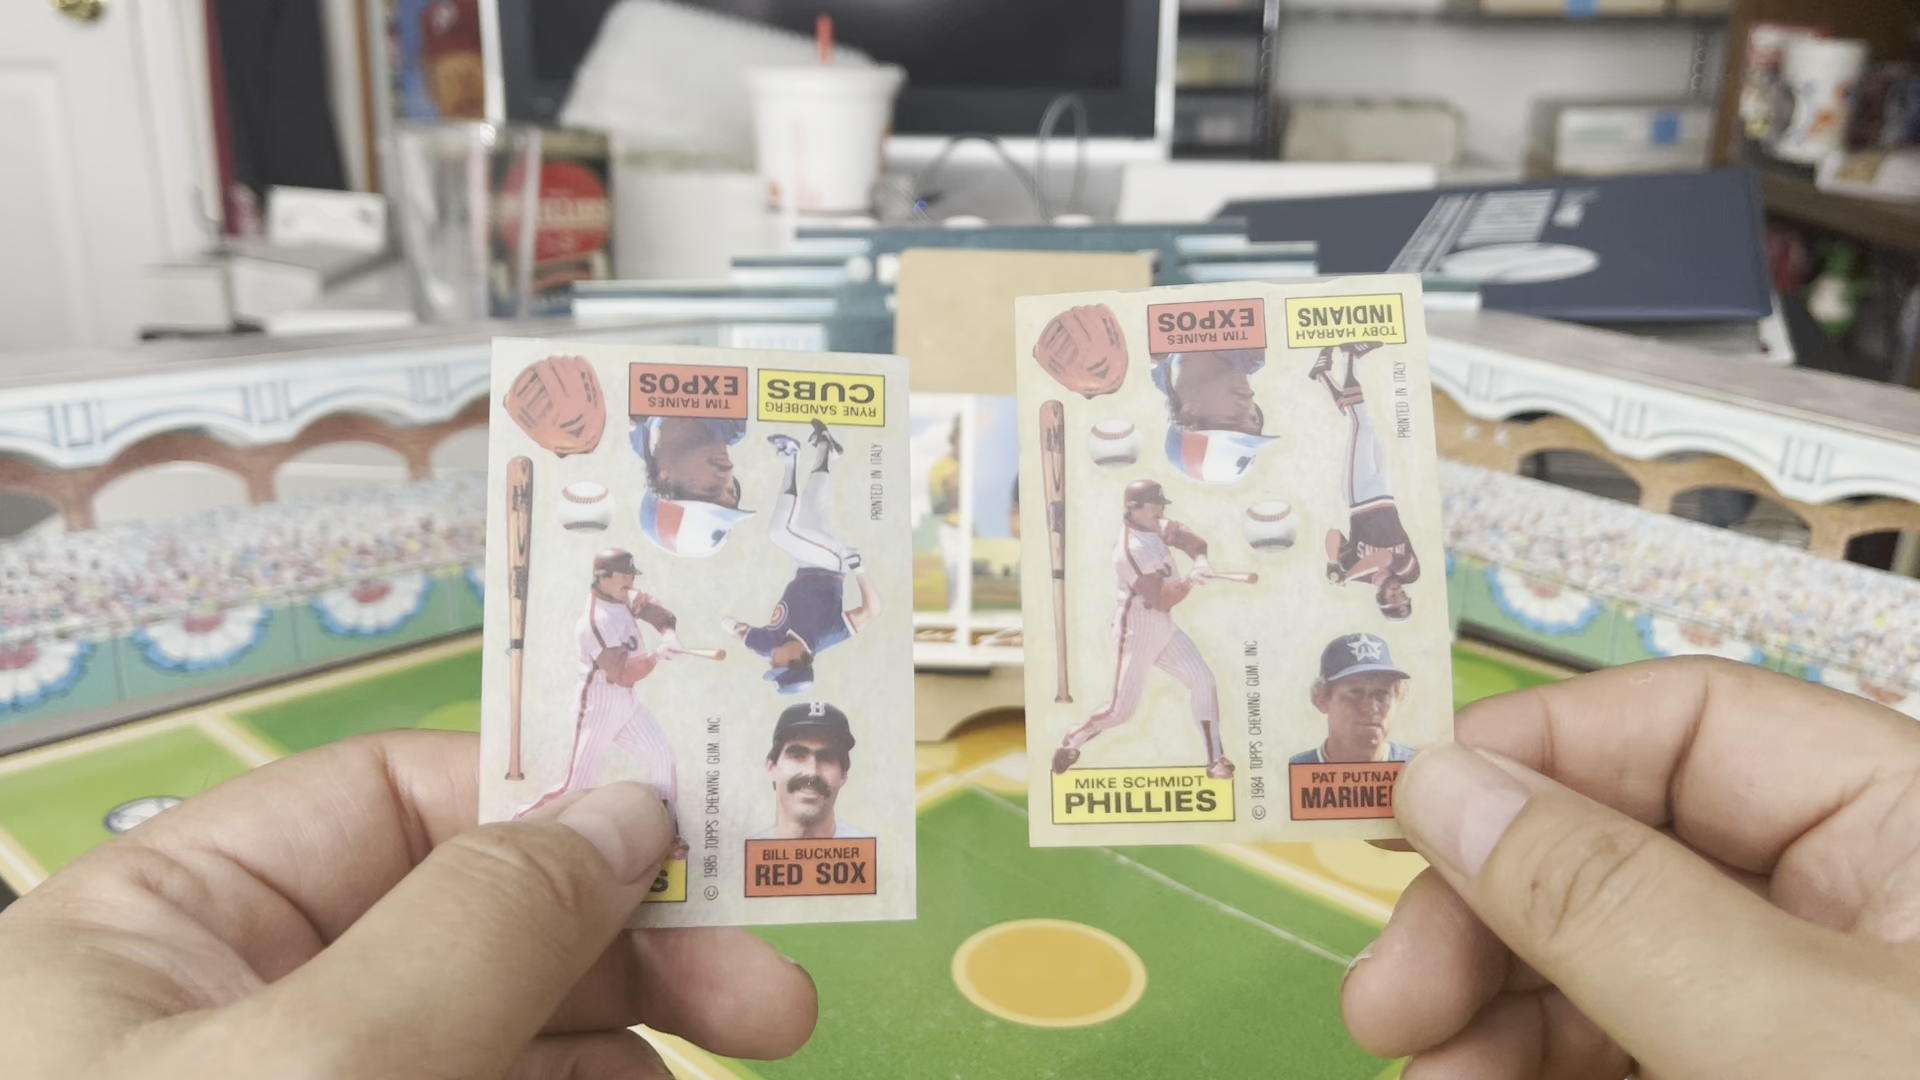 TIM RAINES
EXPOS
RYNE SANDBERG
CUBS
PRINTED IN ITALY
S
© 1985 TOPPS CHEWING GUM. INC
BILL BUCKNER
RED SOX
TIM RAINES
EXPOS
TOBY HARRAH
INDIANS
PRINTED IN ITALY
MIKE SCHMIDT
PHILLIES
© 1984 TOPPS CHEWING GUM. INC
PAT PUTNAM
MARINE